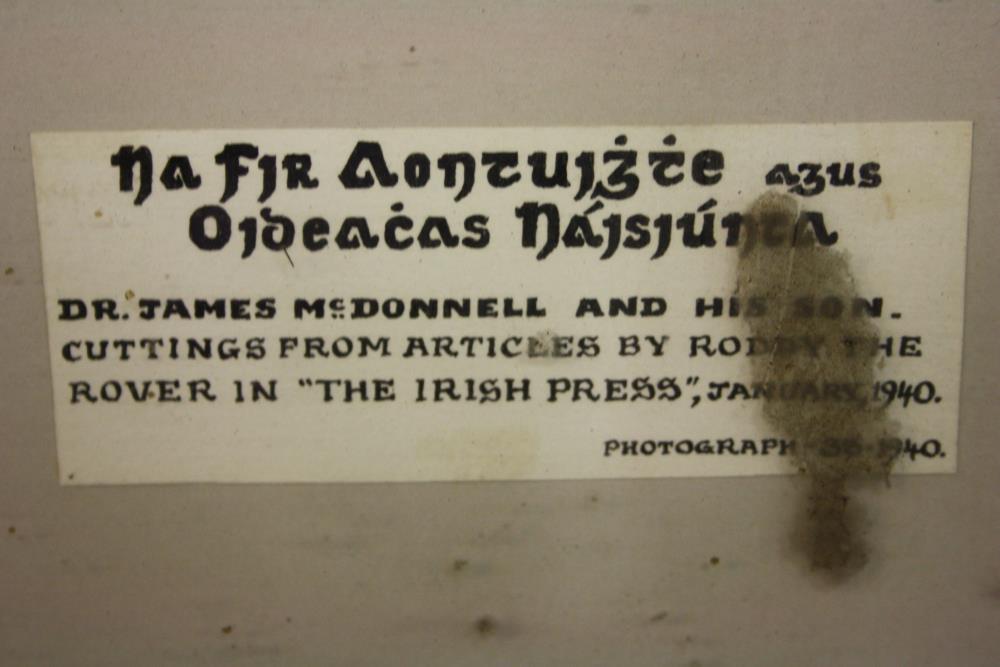 Na Fir Aontuiġṫe agus
Oideaċas Náisiúnta
DR. JAMES McDONNELL AND HIS SON.
CUTTINGS FROM ARTICLES BY RODDY THE
ROVER IN "THE IRISH PRESS", JANUARY, 1940.
PHOTOGRAPH 1940.